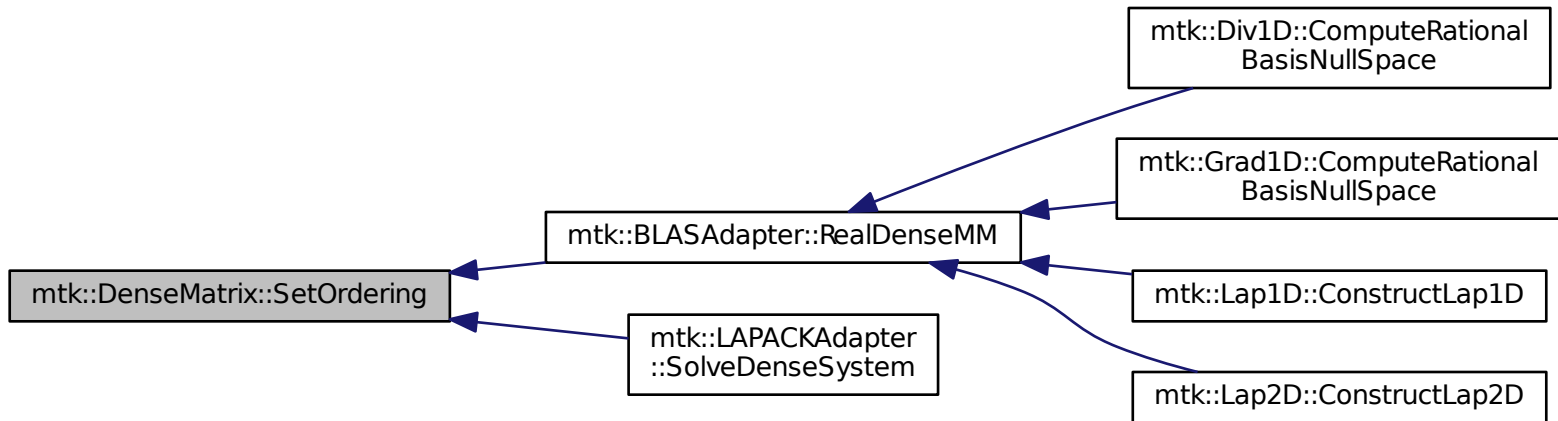 mtk::DenseMatrix::SetOrdering
mtk::BLASAdapter::RealDenseMM
mtk::LAPACKAdapter
::SolveDenseSystem
mtk::Div1D::ComputeRational
BasisNullSpace
mtk::Grad1D::ComputeRational
BasisNullSpace
mtk::Lap1D::ConstructLap1D
mtk::Lap2D::ConstructLap2D